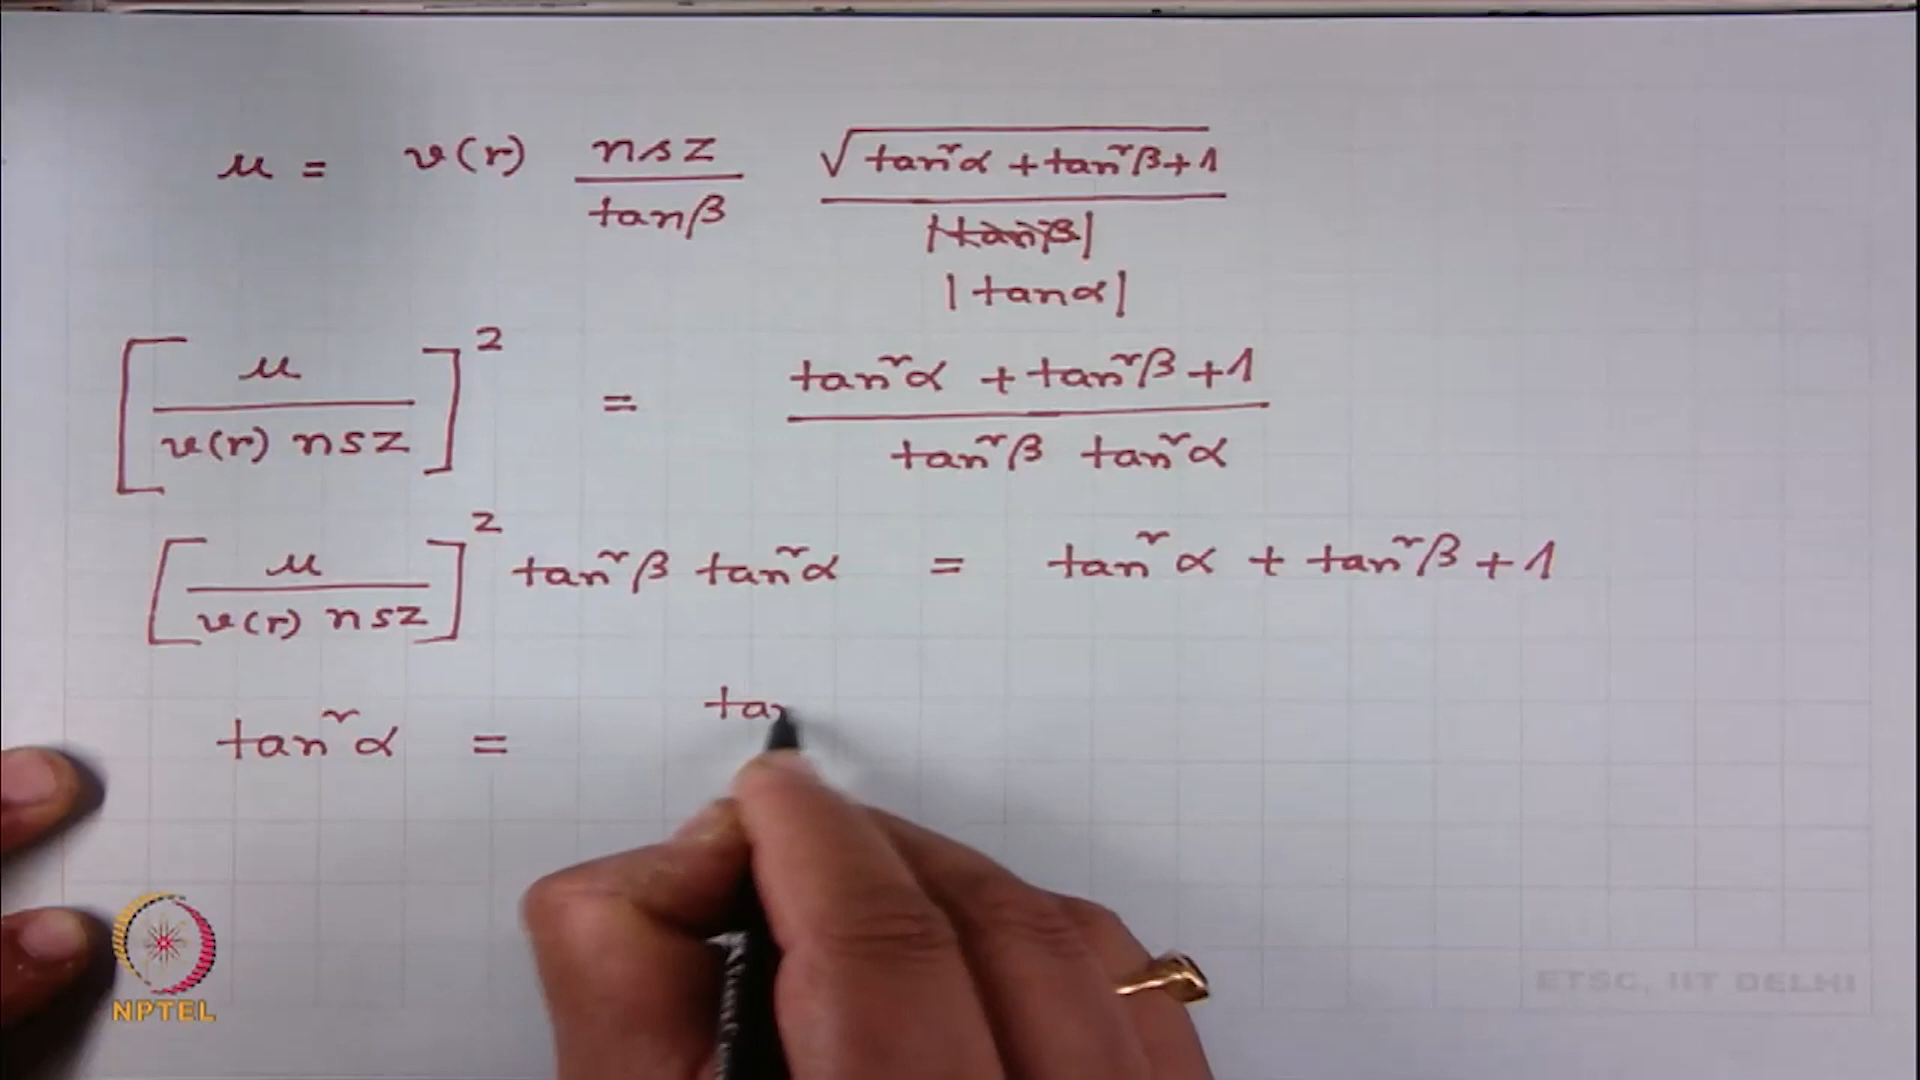 u = v(r) nsz / tanβ √tan²α + tan²β + 1 / |tanβ|
|tanα|
[u / v(r) nsz]² = tan²α + tan²β + 1 / tan²β tan²α
[u / v(r) nsz]² tan²β tan²α = tan²α + tan²β + 1
tan²α = tan
NPTEL
ETSC, IIT DELHI